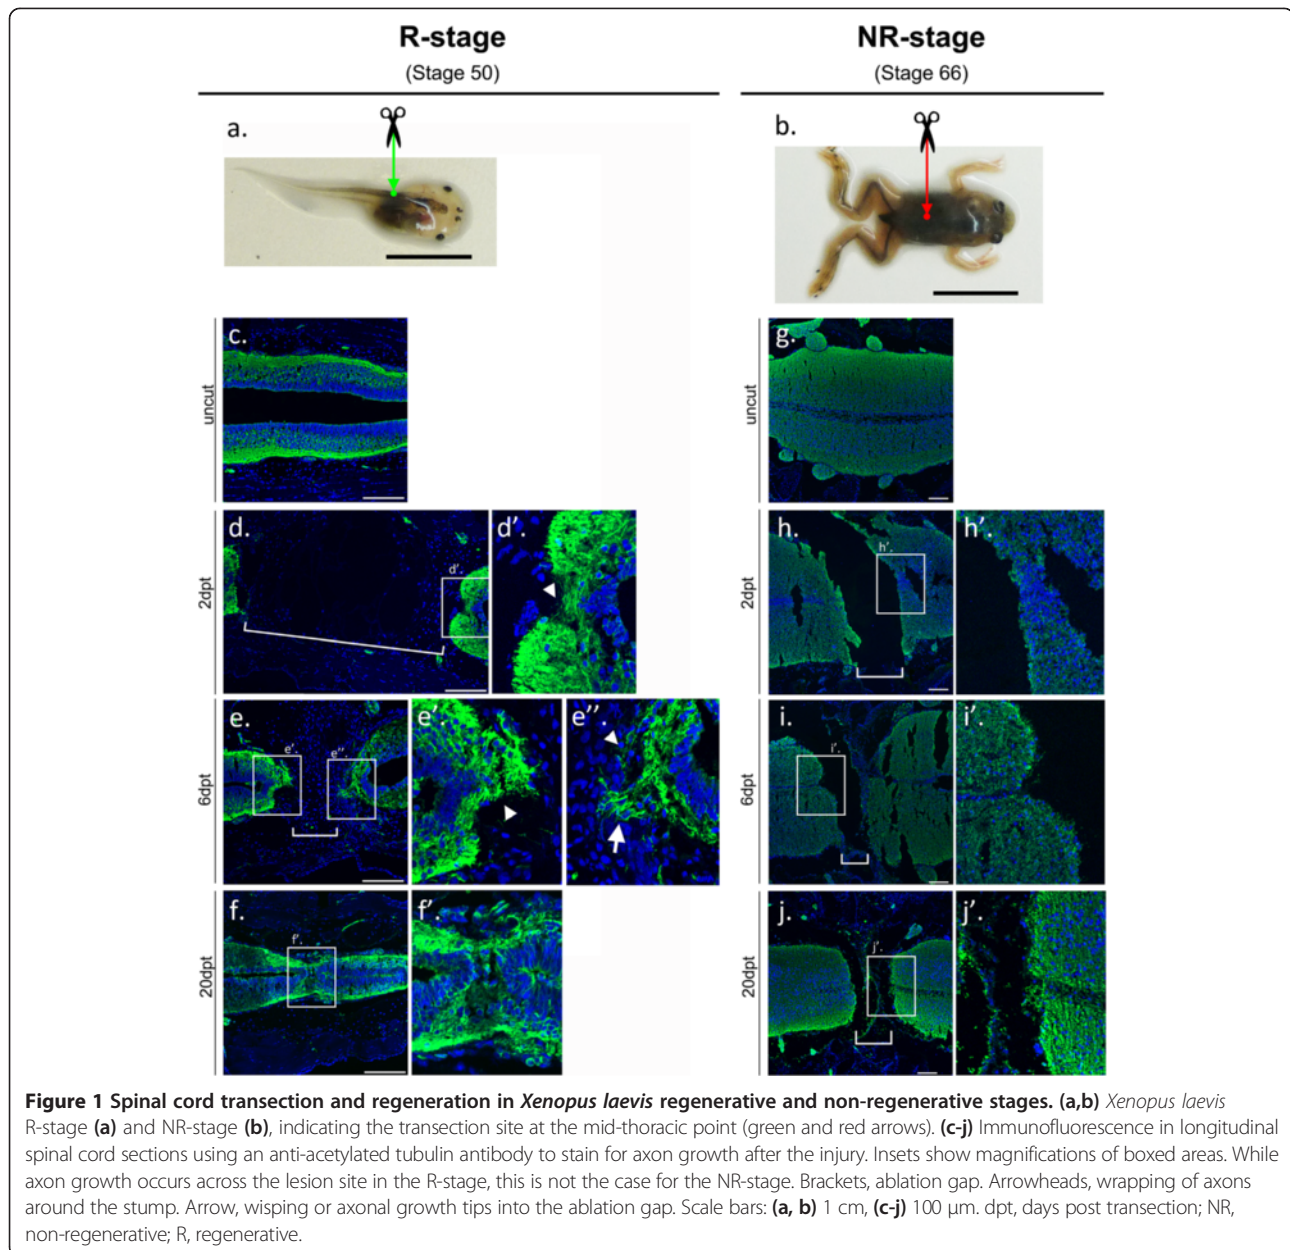 R-stage
NR-stage
(Stage 50)
(Stage 66)
a.
b.
uncut
c.
g.
2dpt
d.
d'.
d'.
h.
h'.
h'.
6dpt
e.
e'.
e''.
e'.
e''.
i.
i'.
i'.
20dpt
f.
f'.
f'.
j.
j'.
j'.
Figure 1 Spinal cord transection and regeneration in Xenopus laevis regenerative and non-regenerative stages. (a,b) Xenopus laevis
R-stage (a) and NR-stage (b), indicating the transection site at the mid-thoracic point (green and red arrows). (c-j) Immunofluorescence in longitudinal
spinal cord sections using an anti-acetylated tubulin antibody to stain for axon growth after the injury. Insets show magnifications of boxed areas. While
axon growth occurs across the lesion site in the R-stage, this is not the case for the NR-stage. Brackets, ablation gap. Arrowheads, wrapping of axons
around the stump. Arrow, wisping or axonal growth tips into the ablation gap. Scale bars: (a, b) 1 cm, (c-j) 100 μm. dpt, days post transection; NR,
non-regenerative; R, regenerative.